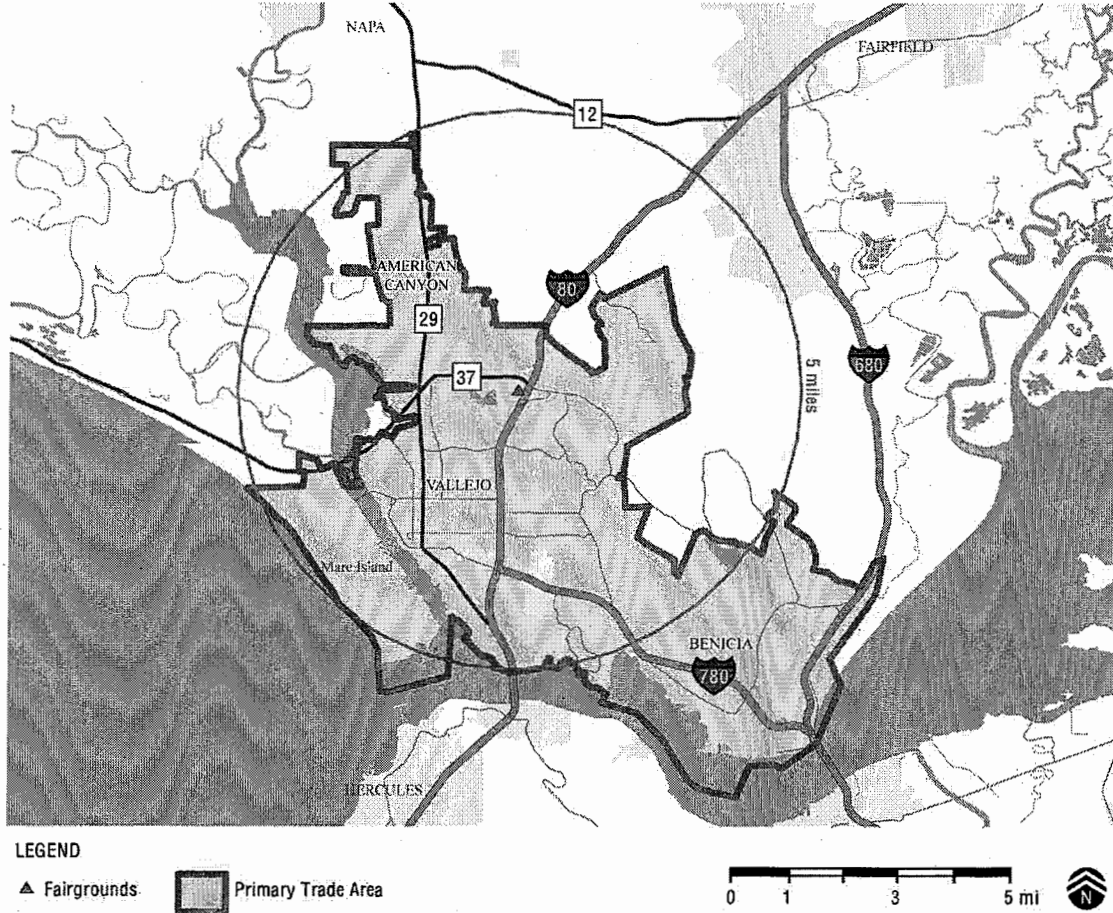 NAPA
FAIRFIELD
12
AMERICAN
CANYON
80
29
680
37
5 miles
VALLEJO
Mare Island
BENICIA
780
HERCULES
LEGEND
Fairgrounds
Primary Trade Area
0 1 3 5 mi
N